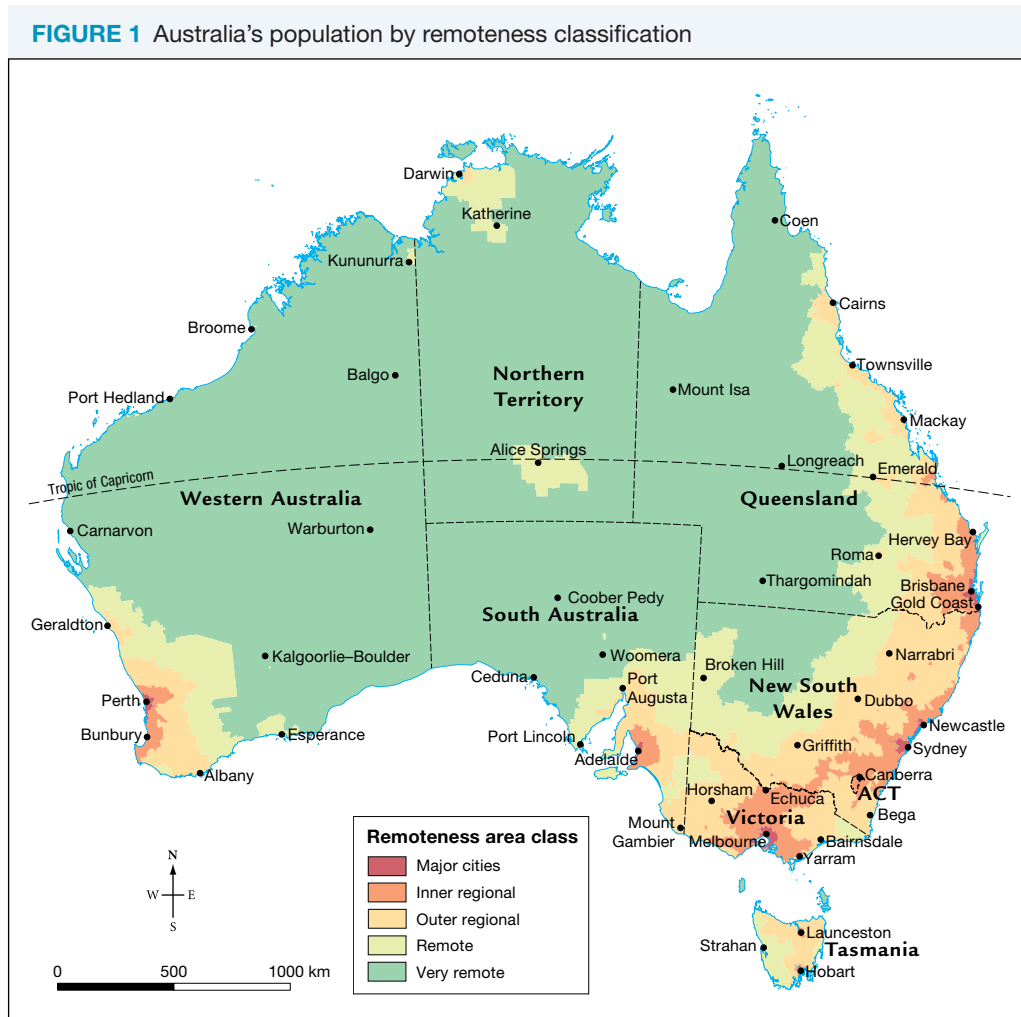 FIGURE 1 Australia's population by remoteness classification
Darwin
Katherine
Coen
Kununurra
Cairns
Broome
Townsville
Balgo
Northern
Territory
Mount Isa
Port Hedland
Mackay
Alice Springs
Longreach
Emerald
Tropic of Capricorn
Western Australia
Queensland
Carnarvon
Warburton
Hervey Bay
Roma
Thargomindah
Brisbane
Coober Pedy
Gold Coast
South Australia
Geraldton
Kalgoorlie–Boulder
Woomera
Broken Hill
Narrabri
Ceduna
Port
Augusta
New South
Wales
Dubbo
Perth
Newcastle
Bunbury
Esperance
Port Lincoln
Griffith
Sydney
Adelaide
Albany
Canberra
Horsham
Echuca
ACT
Victoria
Bega
Mount
Gambier
Melbourne
Bairnsdale
Yarram
Remoteness area class
Major cities
Inner regional
Outer regional
Remote
Very remote
N
W
E
S
Launceston
Strahan
Tasmania
Hobart
0
500
1000 km